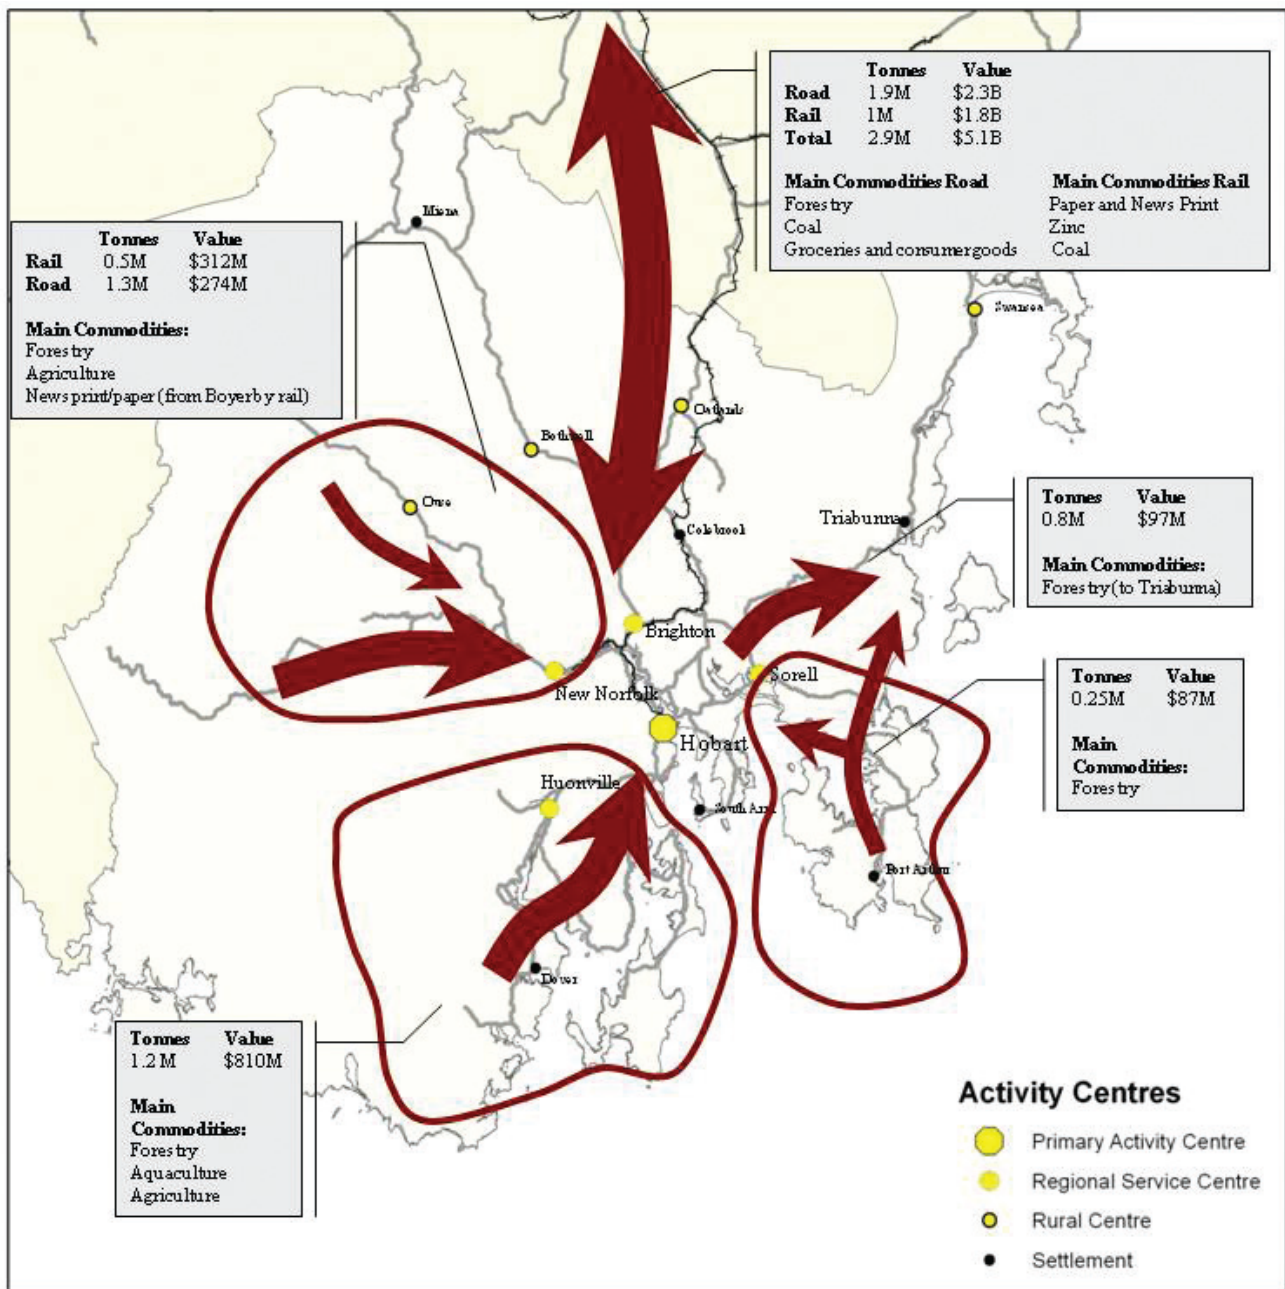 Tonnes Value
Road 1.9M $2.3B
Rail 1M $1.8B
Total 2.9M $5.1B
Main Commodities Road Main Commodities Rail
Forestry Paper and News Print
Coal Zinc
Groceries and consumergoods Coal
Miena
Tonnes Value
Rail 0.5M $312M
Road 1.3M $274M
Main Commodities:
Forestry
Agriculture
News print/paper (from Boyer by rail)
Swansea
Oatlands
Bothwell
Ouse
Triabunna
Colebrook
Tonnes Value
0.8M $97M
Main Commodities:
Forestry (to Triabunna)
Brighton
New Norfolk
Sorell
Tonnes Value
0.25M $87M
Main
Commodities:
Forestry
Hobart
Huonville
South Arm
Port Arthur
Dover
Tonnes Value
1.2 M $810M
Main
Commodities:
Forestry
Aquaculture
Agriculture
Activity Centres
Primary Activity Centre
Regional Service Centre
Rural Centre
Settlement